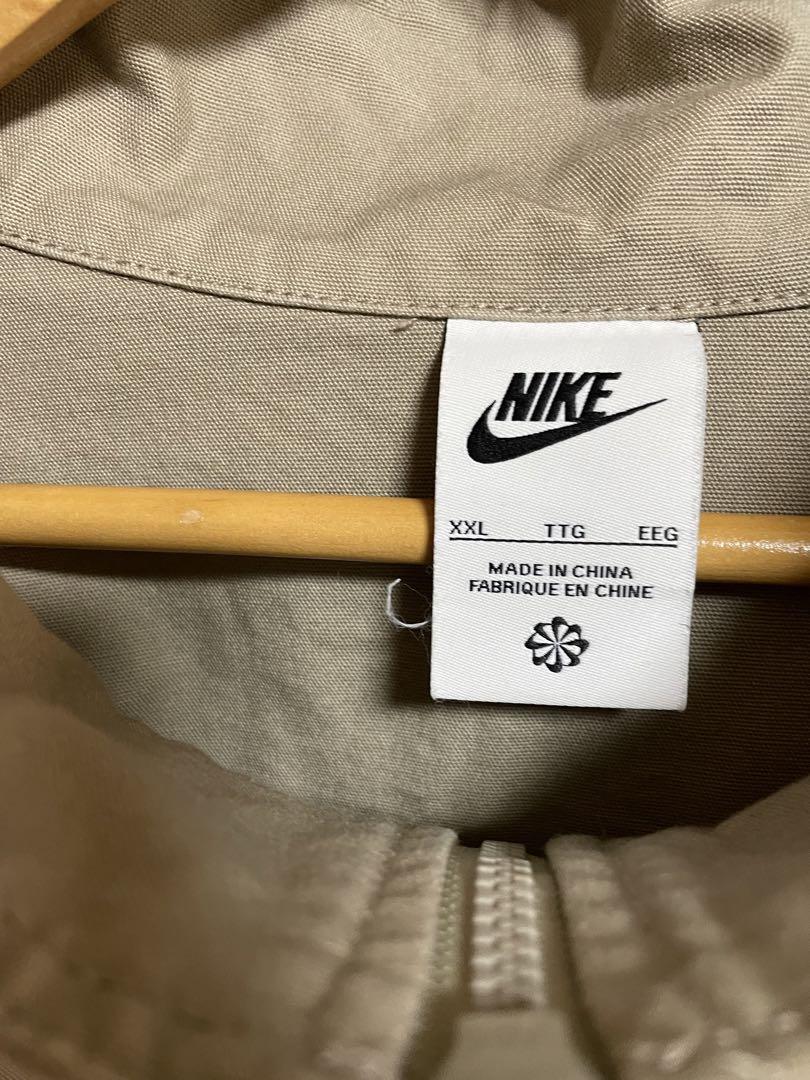 NIKE
XXL TTG EEG
MADE IN CHINA
FABRIQUE EN CHINE